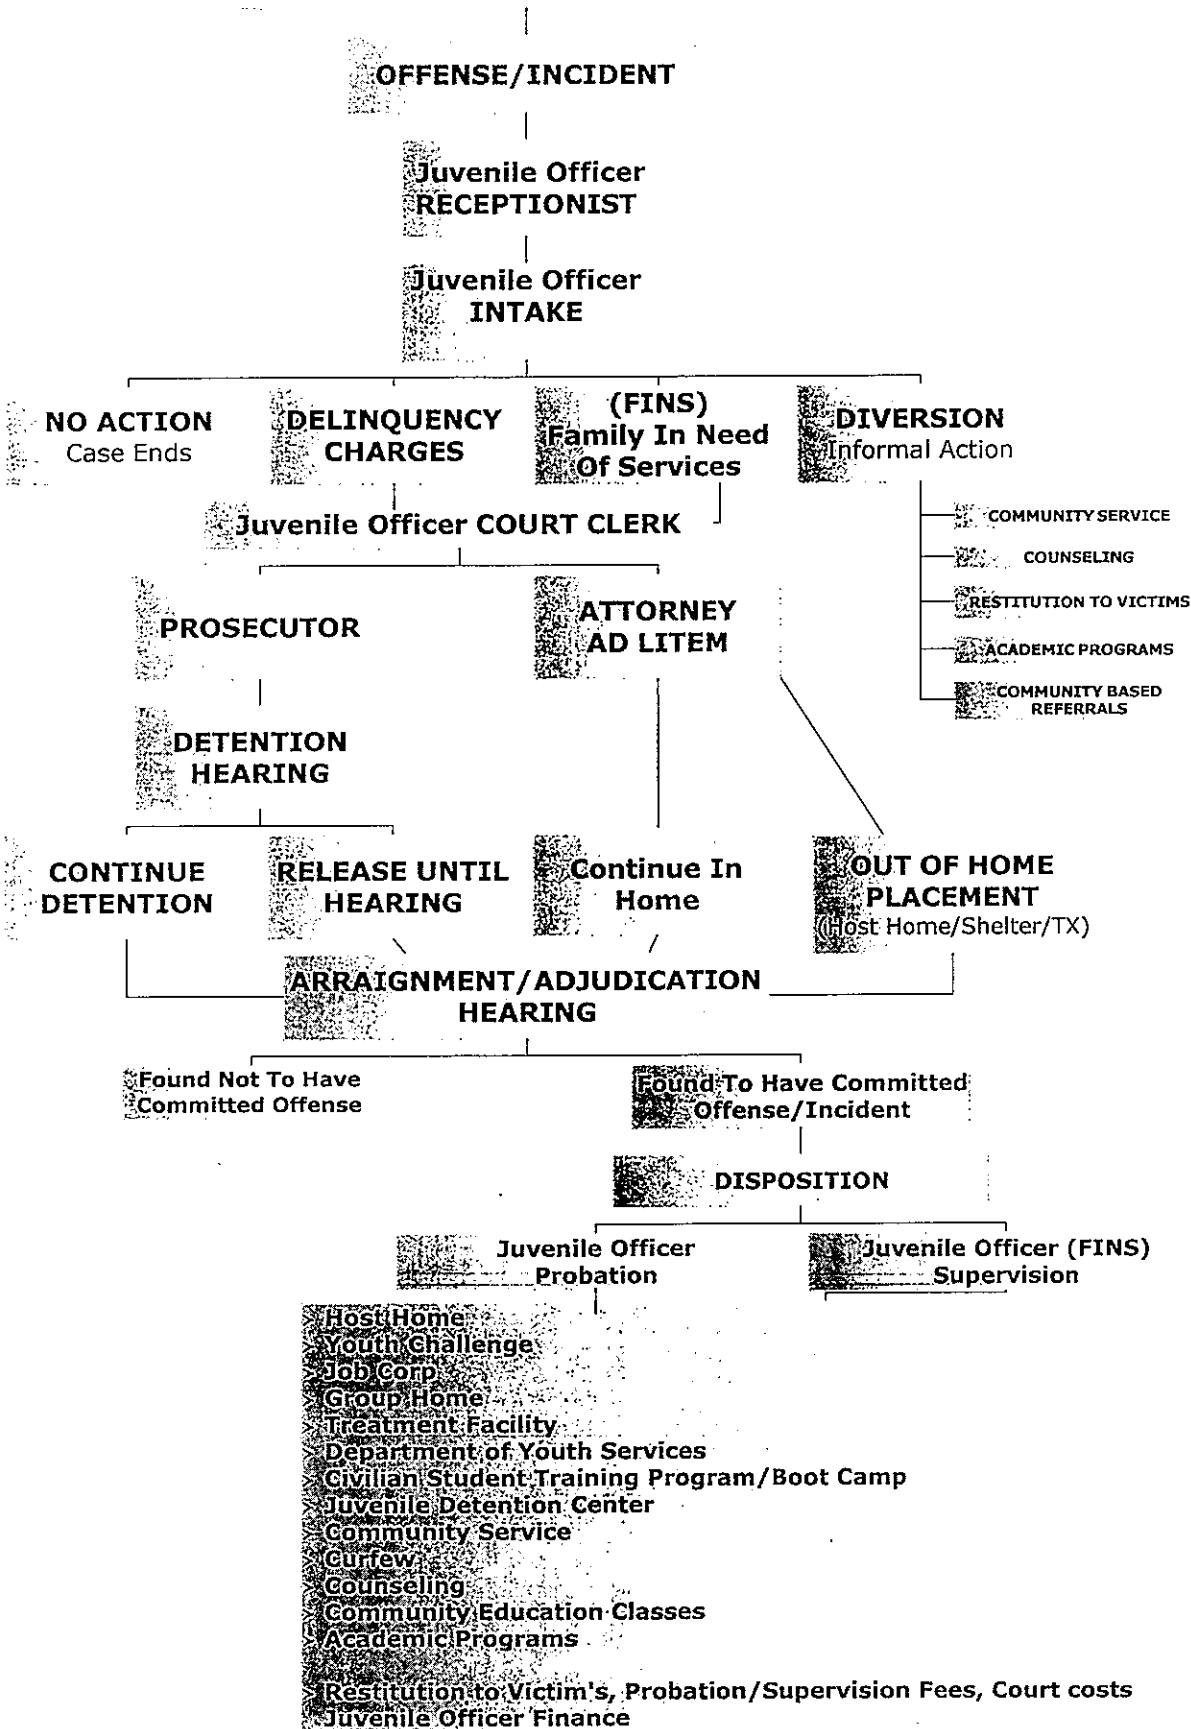 OFFENSE/INCIDENT
Juvenile Officer
RECEPTIONIST
Juvenile Officer
INTAKE
NO ACTION
Case Ends
DELINQUENCY
CHARGES
(FINS)
Family In Need
Of Services
DIVERSION
Informal Action
COMMUNITY SERVICE
COUNSELING
RESTITUTION TO VICTIMS
ACADEMIC PROGRAMS
COMMUNITY BASED
REFERRALS
Juvenile Officer COURT CLERK
PROSECUTOR
ATTORNEY
AD LITEM
DETENTION
HEARING
CONTINUE
DETENTION
RELEASE UNTIL
HEARING
Continue In
Home
OUT OF HOME
PLACEMENT
(Host Home/Shelter/TX)
ARRAIGNMENT/ADJUDICATION
HEARING
Found Not To Have
Committed Offense
Found To Have Committed
Offense/Incident
DISPOSITION
Juvenile Officer
Probation
Juvenile Officer (FINS)
Supervision
> Host Home
> Youth Challenge
> Job Corp
> Group Home
> Treatment Facility
> Department of Youth Services
> Civilian Student Training Program/Boot Camp
> Juvenile Detention Center
> Community Service
> Curfew
> Counseling
> Community Education Classes
> Academic Programs
> Restitution to Victim's, Probation/Supervision Fees, Court costs
Juvenile Officer Finance